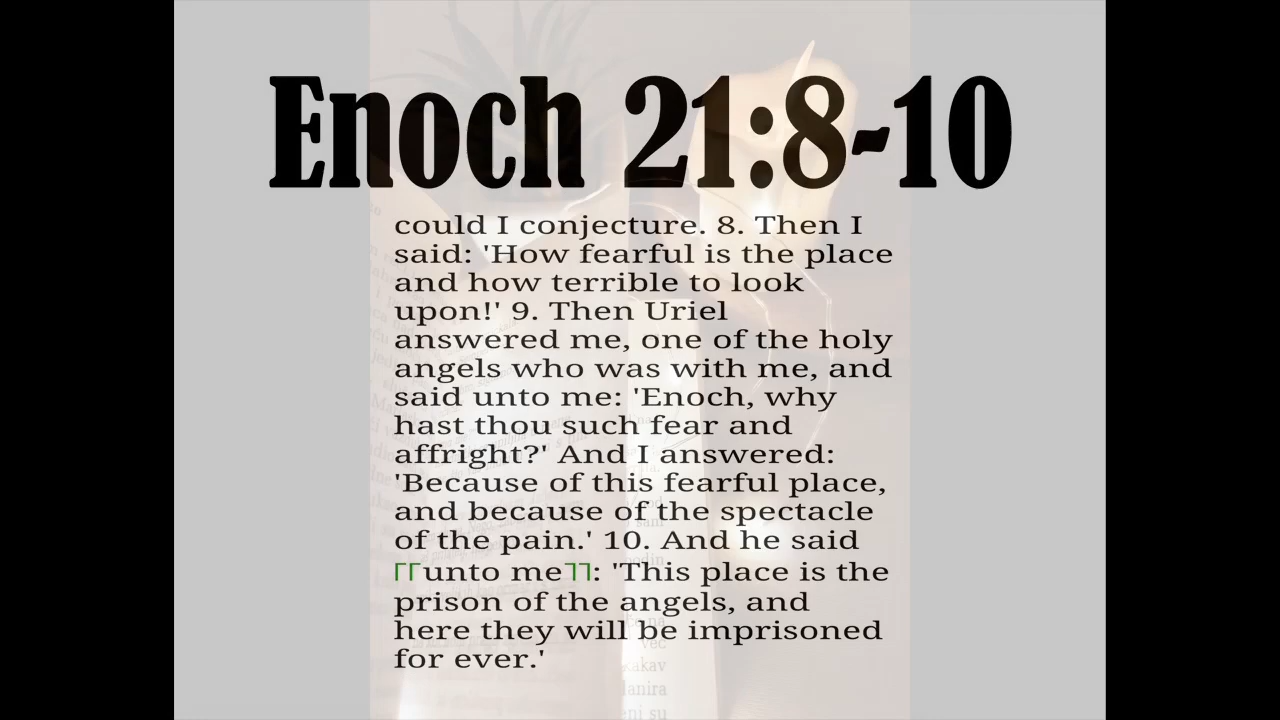 Enoch 21:8-10
could I conjecture. 8. Then I
said: 'How fearful is the place
and how terrible to look
upon!' 9. Then Uriel
answered me, one of the holy
angels who was with me, and
said unto me: 'Enoch, why
hast thou such fear and
affright?' And I answered:
'Because of this fearful place,
and because of the spectacle
of the pain.' 10. And he said
⌈⌈unto me⌉⌉: 'This place is the
prison of the angels, and
here they will be imprisoned
for ever.'